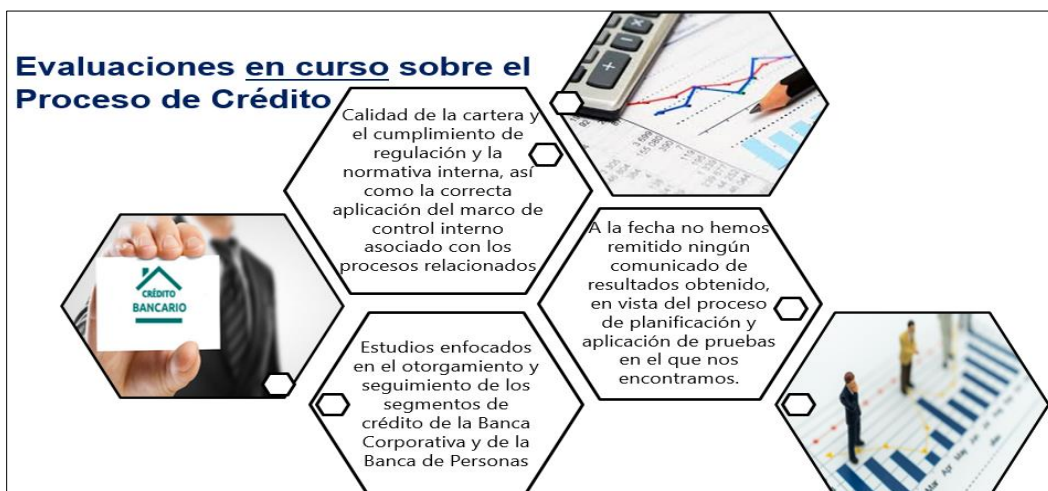 Evaluaciones en curso sobre el
Proceso de Crédito
Calidad de la cartera y
el cumplimiento de
regulación y la
normativa interna, así
como la correcta
aplicación del marco de
control interno
asociado con los
procesos relacionados
A la fecha no hemos
remitido ningún
comunicado de
resultados obtenido,
en vista del proceso
de planificación y
aplicación de pruebas
en el que nos
encontramos.
CRÉDITO
BANCARIO
Estudios enfocados
en el otorgamiento y
seguimiento de los
segmentos de
crédito de la Banca
Corporativa y de la
Banca de Personas
Mar Apr May Jun